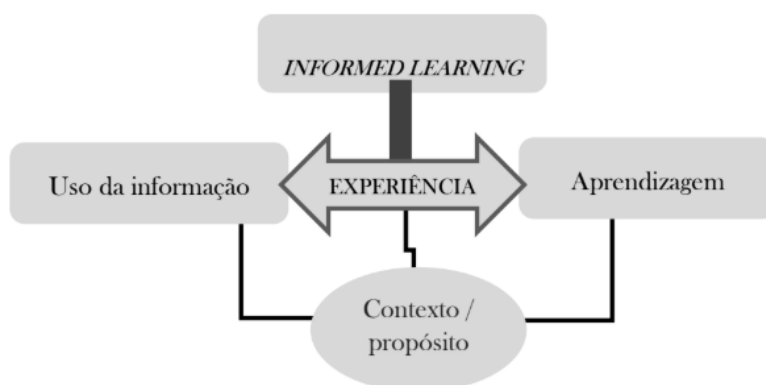 INFORMED LEARNING
Uso da informação
EXPERIÊNCIA
Aprendizagem
Contexto /
propósito